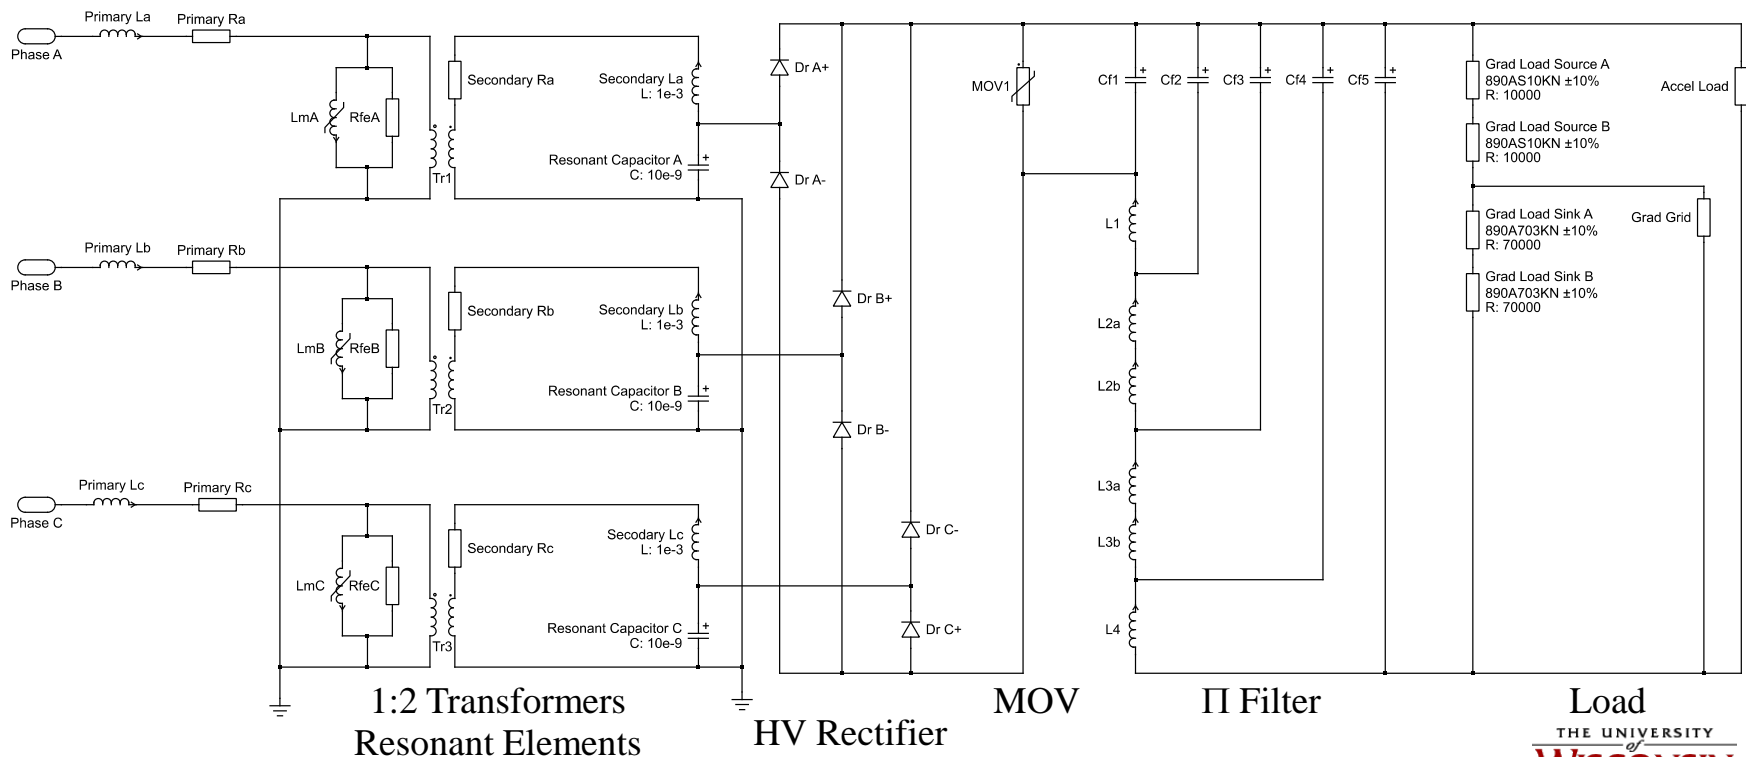 Primary La
Primary Ra
Phase A
LmA
RfeA
Tr1
Secondary Ra
Secondary La
L: 1e-3
Resonant Capacitor A
C: 10e-9
Dr A+
Dr A-
Primary Lb
Primary Rb
Phase B
LmB
RfeB
Tr2
Secondary Rb
Secondary Lb
L: 1e-3
Resonant Capacitor B
C: 10e-9
Dr B+
Dr B-
Primary Lc
Primary Rc
Phase C
LmC
RfeC
Tr3
Secondary Rc
Secodary Lc
L: 1e-3
Resonant Capacitor C
C: 10e-9
Dr C-
Dr C+
MOV1
Cf1
Cf2
Cf3
Cf4
Cf5
L1
L2a
L2b
L3a
L3b
L4
Grad Load Source A
890AS10KN ±10%
R: 10000
Grad Load Source B
890AS10KN ±10%
R: 10000
Grad Load Sink A
890A703KN ±10%
R: 70000
Grad Load Sink B
890A703KN ±10%
R: 70000
Accel Load
Grad Grid
1:2 Transformers
Resonant Elements
HV Rectifier
MOV
Π Filter
Load
THE UNIVERSITY
of